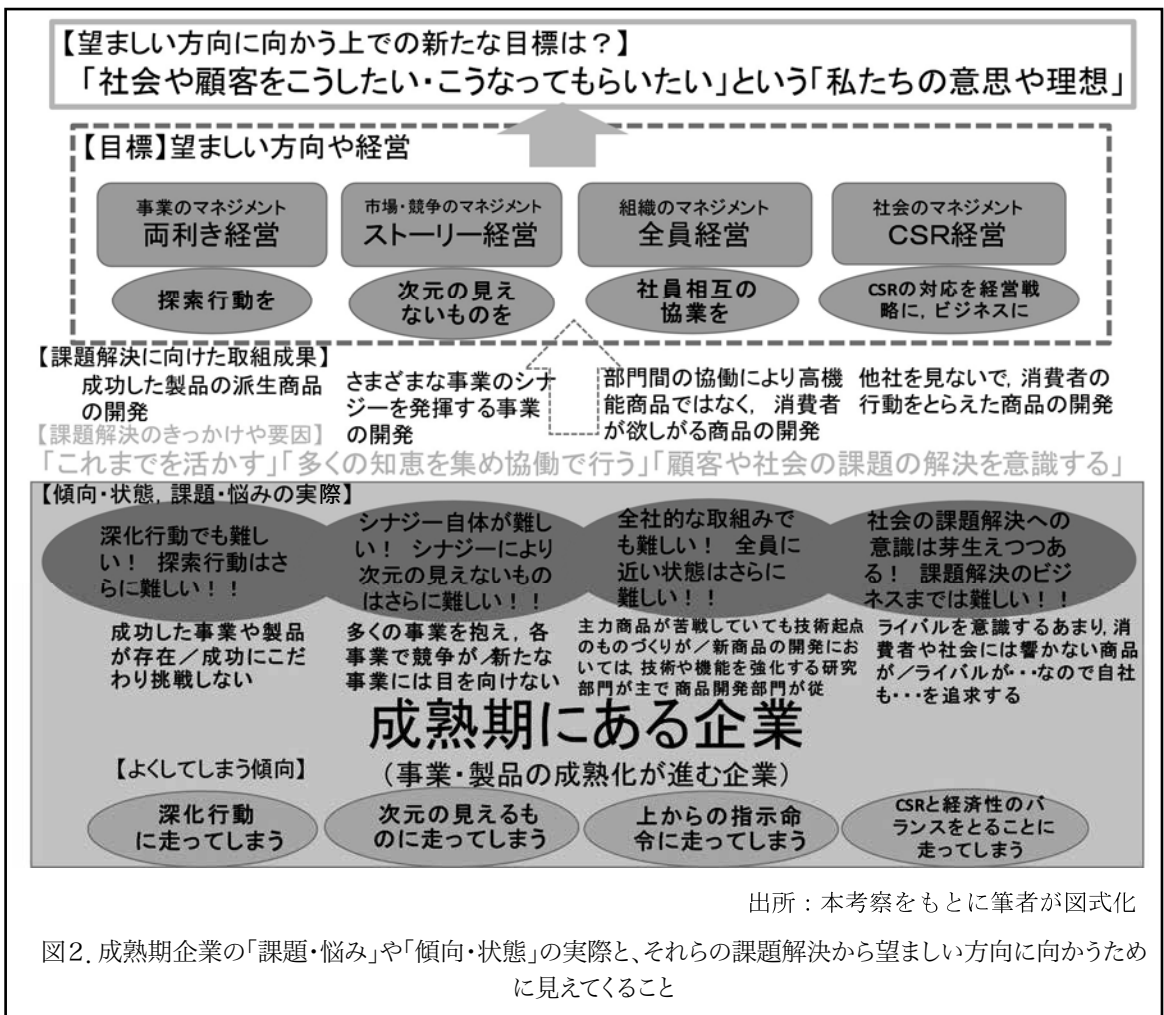 【望ましい方向に向かう上での新たな目標は？】
「社会や顧客をこうしたい・こうなってもらいたい」という「私たちの意思や理想」
【目標】望ましい方向や経営
事業のマネジメント
両利き経営
市場・競争のマネジメント
ストーリー経営
組織のマネジメント
全員経営
社会のマネジメント
CSR経営
探索行動を
次元の見え
ないものを
社員相互の
協業を
CSRの対応を経営戦
略に，ビジネスに
【課題解決に向けた取組成果】
成功した製品の派生商品
の開発
さまざまな事業のシナ
ジーを発揮する事業
の開発
部門間の協働により高機
能商品ではなく， 消費者
が欲しがる商品の開発
他社を見ないで，消費者の
行動をとらえた商品の開発
【課題解決のきっかけや要因】
「これまでを活かす」「多くの知恵を集め協働で行う」「顧客や社会の課題の解決を意識する」
【傾向・状態，課題・悩みの実際】
深化行動でも難し
い！ 探索行動はさ
らに難しい！！
シナジー自体が難し
い！ シナジーにより
次元の見えないもの
はさらに難しい！！
全社的な取組みで
も難しい！ 全員に
近い状態はさらに
難しい！！
社会の課題解決への
意識は芽生えつつあ
る！ 課題解決のビジ
ネスまでは難しい！！
成功した事業や製品
が存在／成功にこだ
わり挑戦しない
多くの事業を抱え，各
事業で競争が／新たな
事業には目を向けない
主力商品が苦戦していても技術起点
のものづくりが／新商品の開発にお
いては，技術や機能を強化する研究
部門が主で商品開発部門が従
ライバルを意識するあまり，消
費者や社会には響かない商品
が／ライバルが・・・なので自社
も・・・を追求する
成熟期にある企業
（事業・製品の成熟化が進む企業）
【よくしてしまう傾向】
深化行動
に走ってしまう
次元の見えるも
のに走ってしまう
上からの指示命
令に走ってしまう
CSRと経済性のバ
ランスをとることに
走ってしまう
出所：本考察をもとに筆者が図式化
図２．成熟期企業の「課題・悩み」や「傾向・状態」の実際と、それらの課題解決から望ましい方向に向かうため
に見えてくること